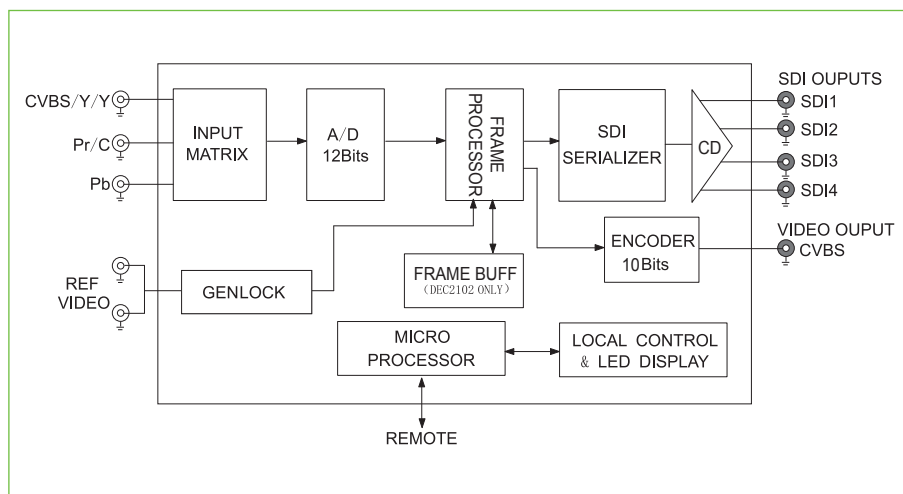 CVBS/Y/Y
Pr/C
Pb
REF
VIDEO
INPUT
MATRIX
A/D
12Bits
FRAME
PROCESSOR
SDI
SERIALIZER
CD
SDI OUPUTS
SDI1
SDI2
SDI3
SDI4
VIDEO OUPUT
CVBS
ENCODER
10Bits
GENLOCK
FRAME BUFF
(DEC2102 ONLY)
MICRO
PROCESSOR
LOCAL CONTROL
& LED DISPLAY
REMOTE